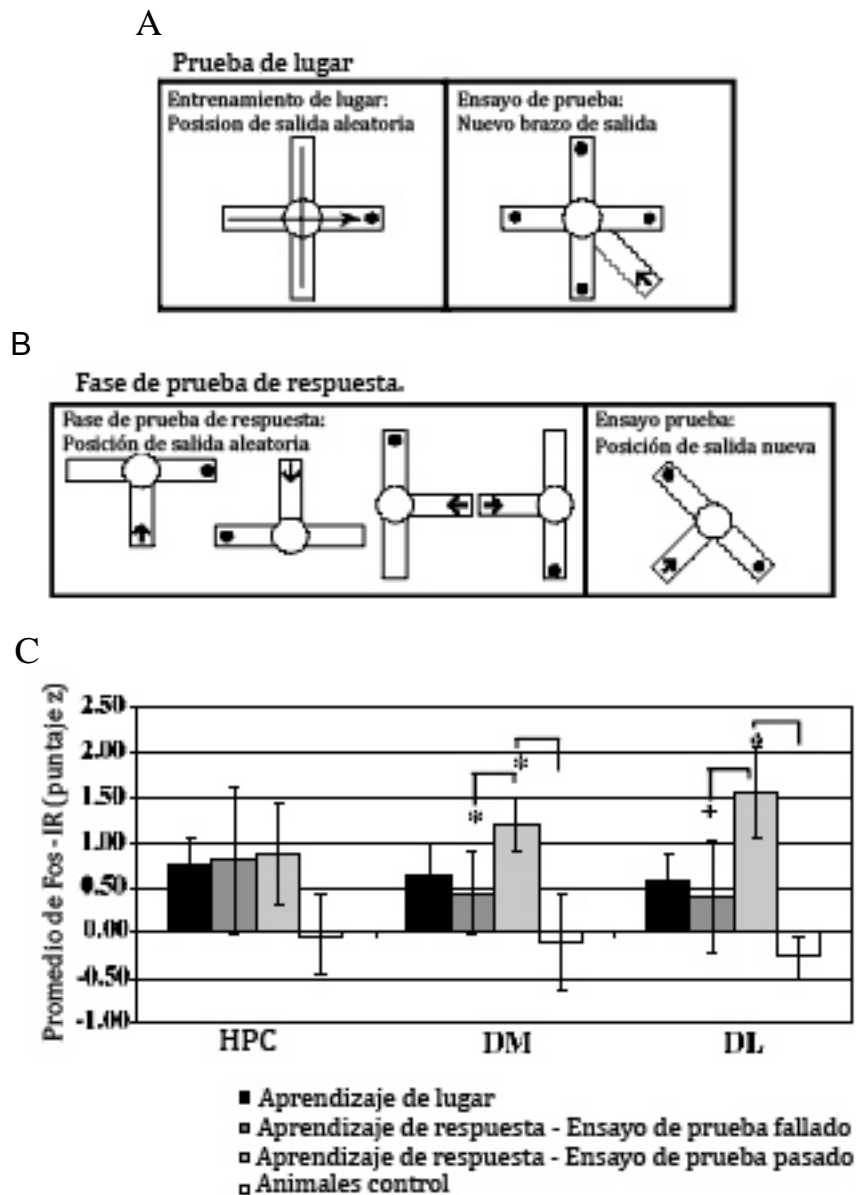 A
Prueba de lugar
Entrenamiento de lugar:
Posision de salida aleatoria
Ensayo de prueba:
Nuevo brazo de salida
B
Fase de prueba de respuesta.
Fase de prueba de respuesta:
Posición de salida aleatoria
Ensayo prueba:
Posición de salida nueva
C
Promedio de Fos - IR (puntaje z)
2.50
2.00
1.50
1.00
0.50
0.00
-0.50
-1.00
* * + *
HPC DM DL
Aprendizaje de lugar
Aprendizaje de respuesta - Ensayo de prueba fallado
Aprendizaje de respuesta - Ensayo de prueba pasado
Animales control